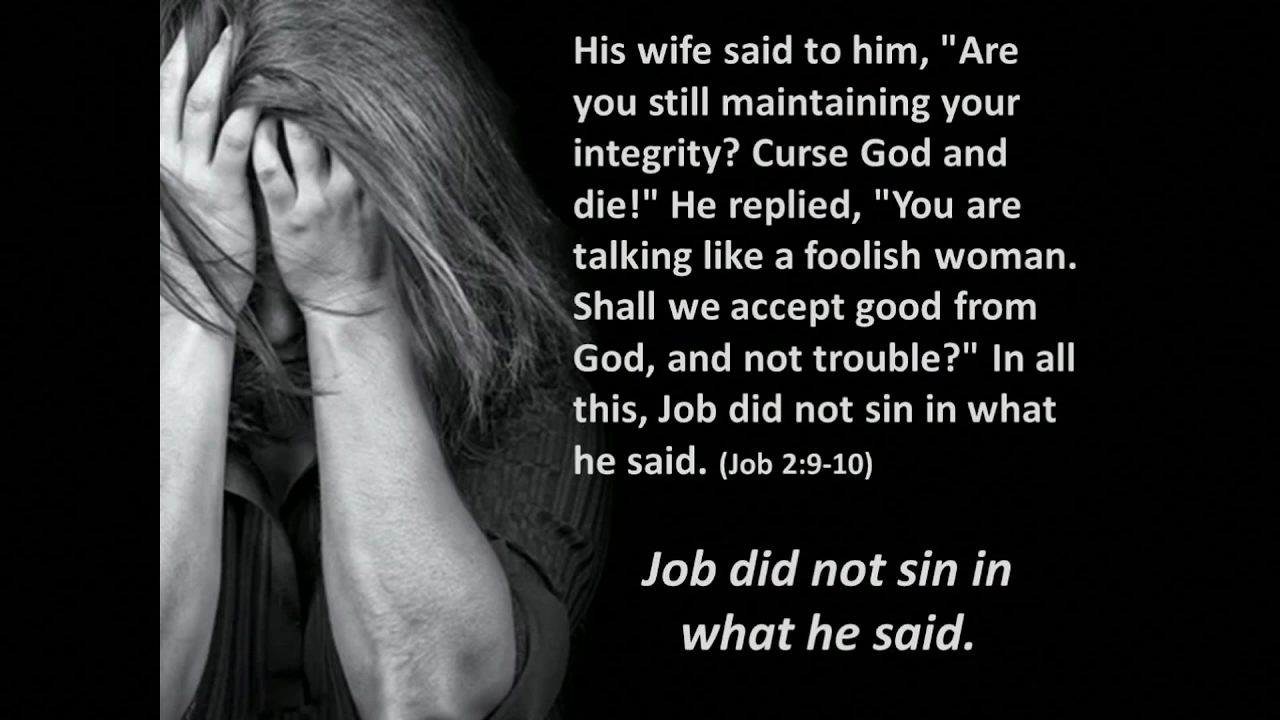 His wife said to him, "Are
you still maintaining your
integrity? Curse God and
die!" He replied, "You are
talking like a foolish woman.
Shall we accept good from
God, and not trouble?" In all
this, Job did not sin in what
he said. (Job 2:9-10)
Job did not sin in
what he said.